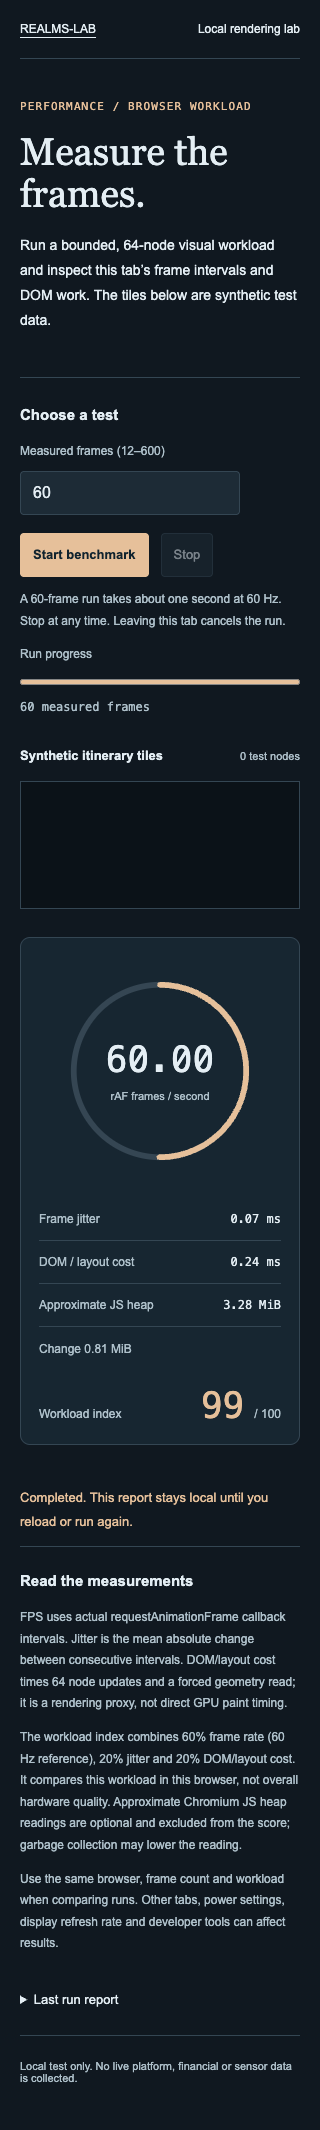 REALMS-LAB
Local rendering lab
PERFORMANCE / BROWSER WORKLOAD
Measure the
frames.
Run a bounded, 64-node visual workload
and inspect this tab’s frame intervals and
DOM work. The tiles below are synthetic test
data.
Choose a test
Measured frames (12–600)
60
Start benchmark
Stop
A 60-frame run takes about one second at 60 Hz.
Stop at any time. Leaving this tab cancels the run.
Run progress
60 measured frames
Synthetic itinerary tiles
0 test nodes
60.00
rAF frames / second
Frame jitter
0.07 ms
DOM / layout cost
0.24 ms
Approximate JS heap
3.28 MiB
Change 0.81 MiB
Workload index
99 / 100
Completed. This report stays local until you
reload or run again.
Read the measurements
FPS uses actual requestAnimationFrame callback
intervals. Jitter is the mean absolute change
between consecutive intervals. DOM/layout cost
times 64 node updates and a forced geometry read;
it is a rendering proxy, not direct GPU paint timing.
The workload index combines 60% frame rate (60
Hz reference), 20% jitter and 20% DOM/layout cost.
It compares this workload in this browser, not overall
hardware quality. Approximate Chromium JS heap
readings are optional and excluded from the score;
garbage collection may lower the reading.
Use the same browser, frame count and workload
when comparing runs. Other tabs, power settings,
display refresh rate and developer tools can affect
results.
Last run report
Local test only. No live platform, financial or sensor data
is collected.